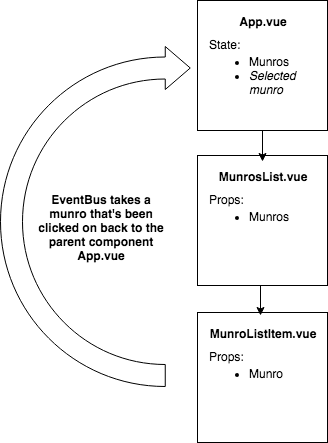 App.vue
State:
• Munros
• Selected
munro
MunrosList.vue
Props:
• Munros
EventBus takes a
munro that's been
clicked on back to the
parent component
App.vue
MunroListItem.vue
Props:
• Munro